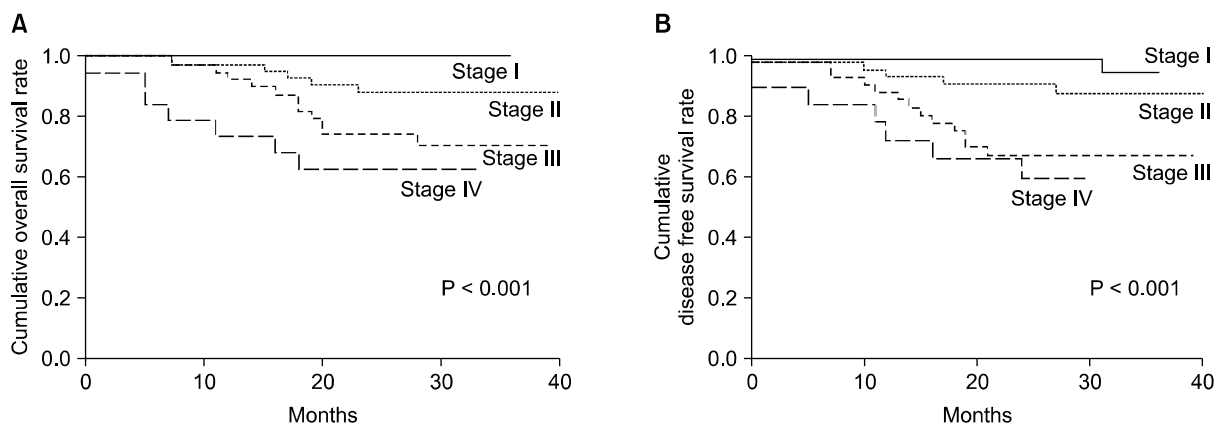 A
Cumulative overall survival rate
1.0
0.8
0.6
0.4
0.2
0.0
Stage I
Stage II
Stage III
Stage IV
P < 0.001
0
10
20
30
40
Months
B
Cumulative
disease free survival rate
1.0
0.8
0.6
0.4
0.2
0.0
Stage I
Stage II
Stage III
Stage IV
P < 0.001
0
10
20
30
40
Months